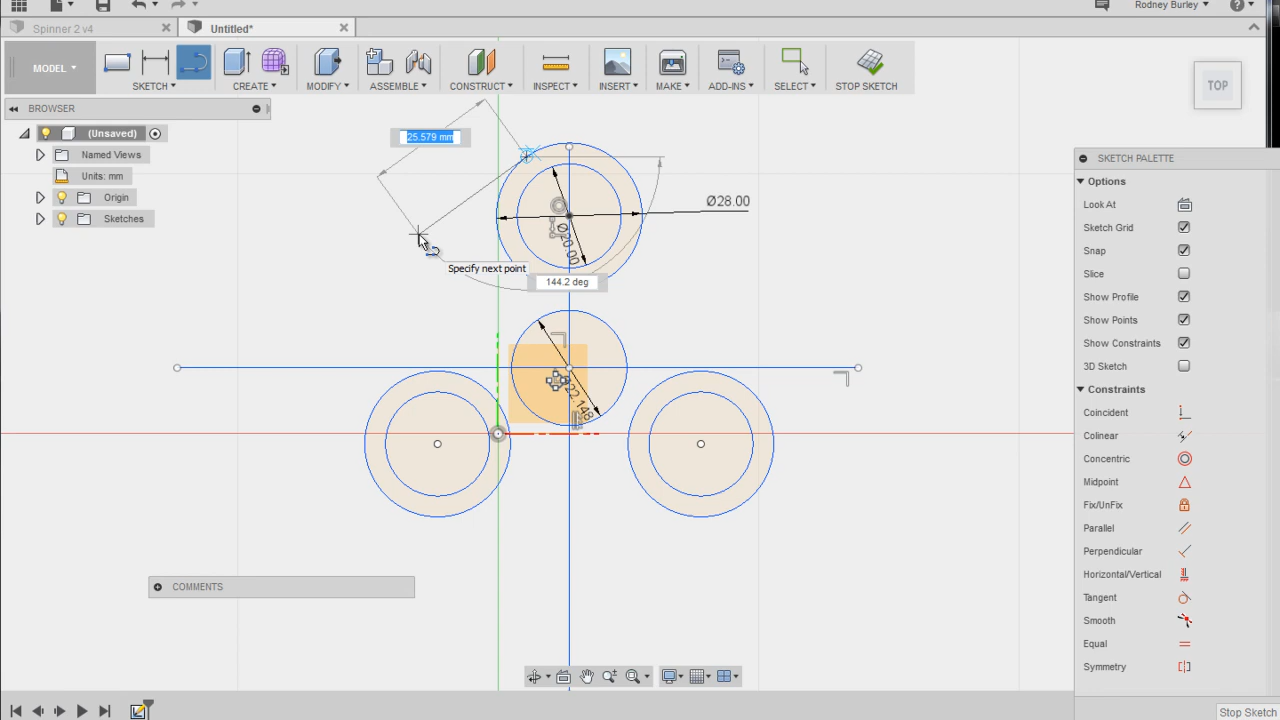 Rodney Burley
Spinner 2 v4
Untitled*
MODEL
SKETCH
CREATE
MODIFY
ASSEMBLE
CONSTRUCT
INSPECT
INSERT
MAKE
ADD-INS
SELECT
STOP SKETCH
BROWSER
(Unsaved)
Named Views
Units: mm
Origin
Sketches
TOP
25.579 mm
Ø28.00
Ø20.00
Specify next point
144.2 deg
SKETCH PALETTE
Options
Look At
Sketch Grid
Snap
Slice
Show Profile
Show Points
Show Constraints
3D Sketch
Constraints
Coincident
Colinear
Concentric
Midpoint
Fix/UnFix
Parallel
Perpendicular
Horizontal/Vertical
Tangent
Smooth
Equal
Symmetry
COMMENTS
Stop Sketch